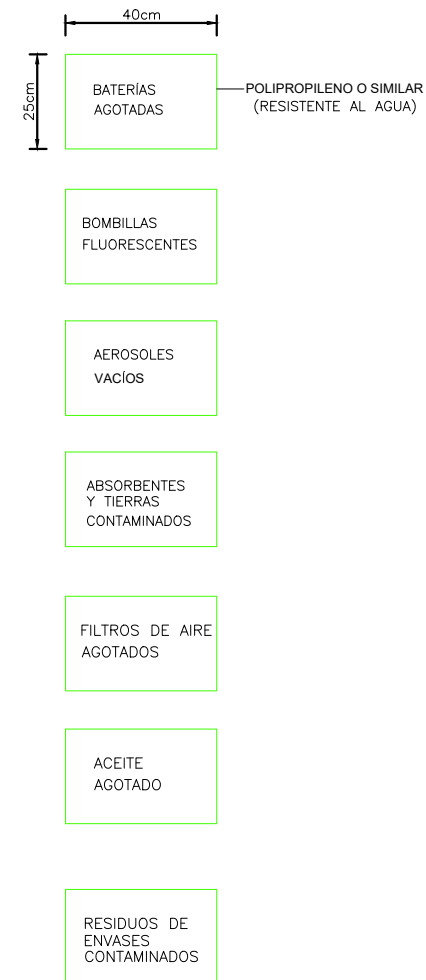 40cm
25cm
BATERÍAS
AGOTADAS
POLIPROPILENO O SIMILAR
(RESISTENTE AL AGUA)
BOMBILLAS
FLUORESCENTES
AEROSOLES
VACÍOS
ABSORBENTES
Y TIERRAS
CONTAMINADOS
FILTROS DE AIRE
AGOTADOS
ACEITE
AGOTADO
RESIDUOS DE
ENVASES
CONTAMINADOS